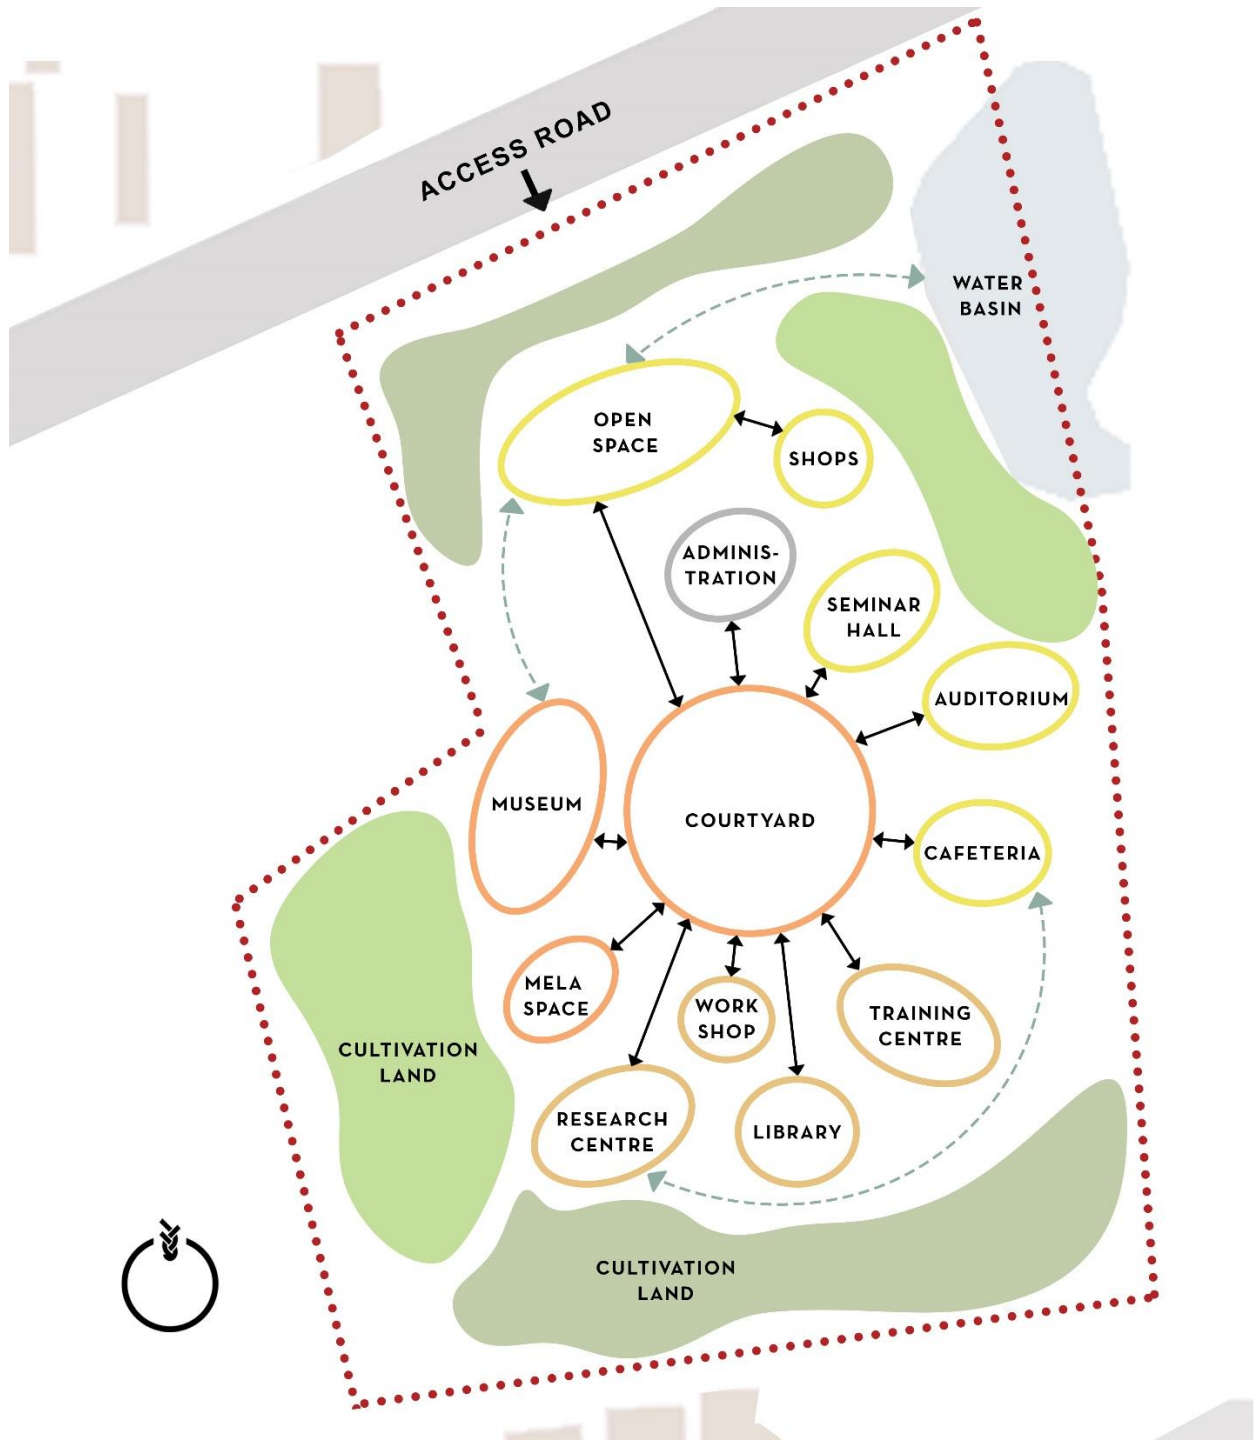 ACCESS ROAD
WATER
BASIN
OPEN
SPACE
SHOPS
ADMINIS-
TRATION
SEMINAR
HALL
AUDITORIUM
MUSEUM
COURTYARD
CAFETERIA
MELA
SPACE
WORK
SHOP
TRAINING
CENTRE
CULTIVATION
LAND
RESEARCH
CENTRE
LIBRARY
CULTIVATION
LAND